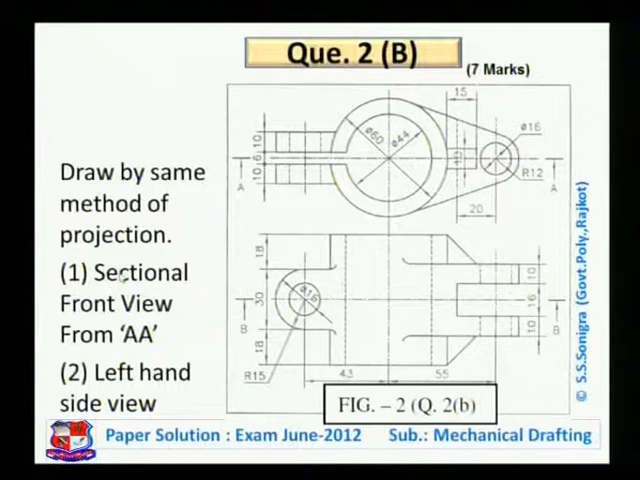 Que. 2 (B)
(7 Marks)
Draw by same
method of
projection.
(1) Sectional
Front View
From ‘AA’
(2) Left hand
side view
15
ø60
ø44
ø16
10
6
10
10
A
A
R12
20
18
30
18
ø16
10
16
10
B
B
R15
43
55
FIG. – 2 (Q. 2(b)
© S.S.Sonigra (Govt.Poly.,Rajkot)
Paper Solution : Exam June-2012 Sub.: Mechanical Drafting